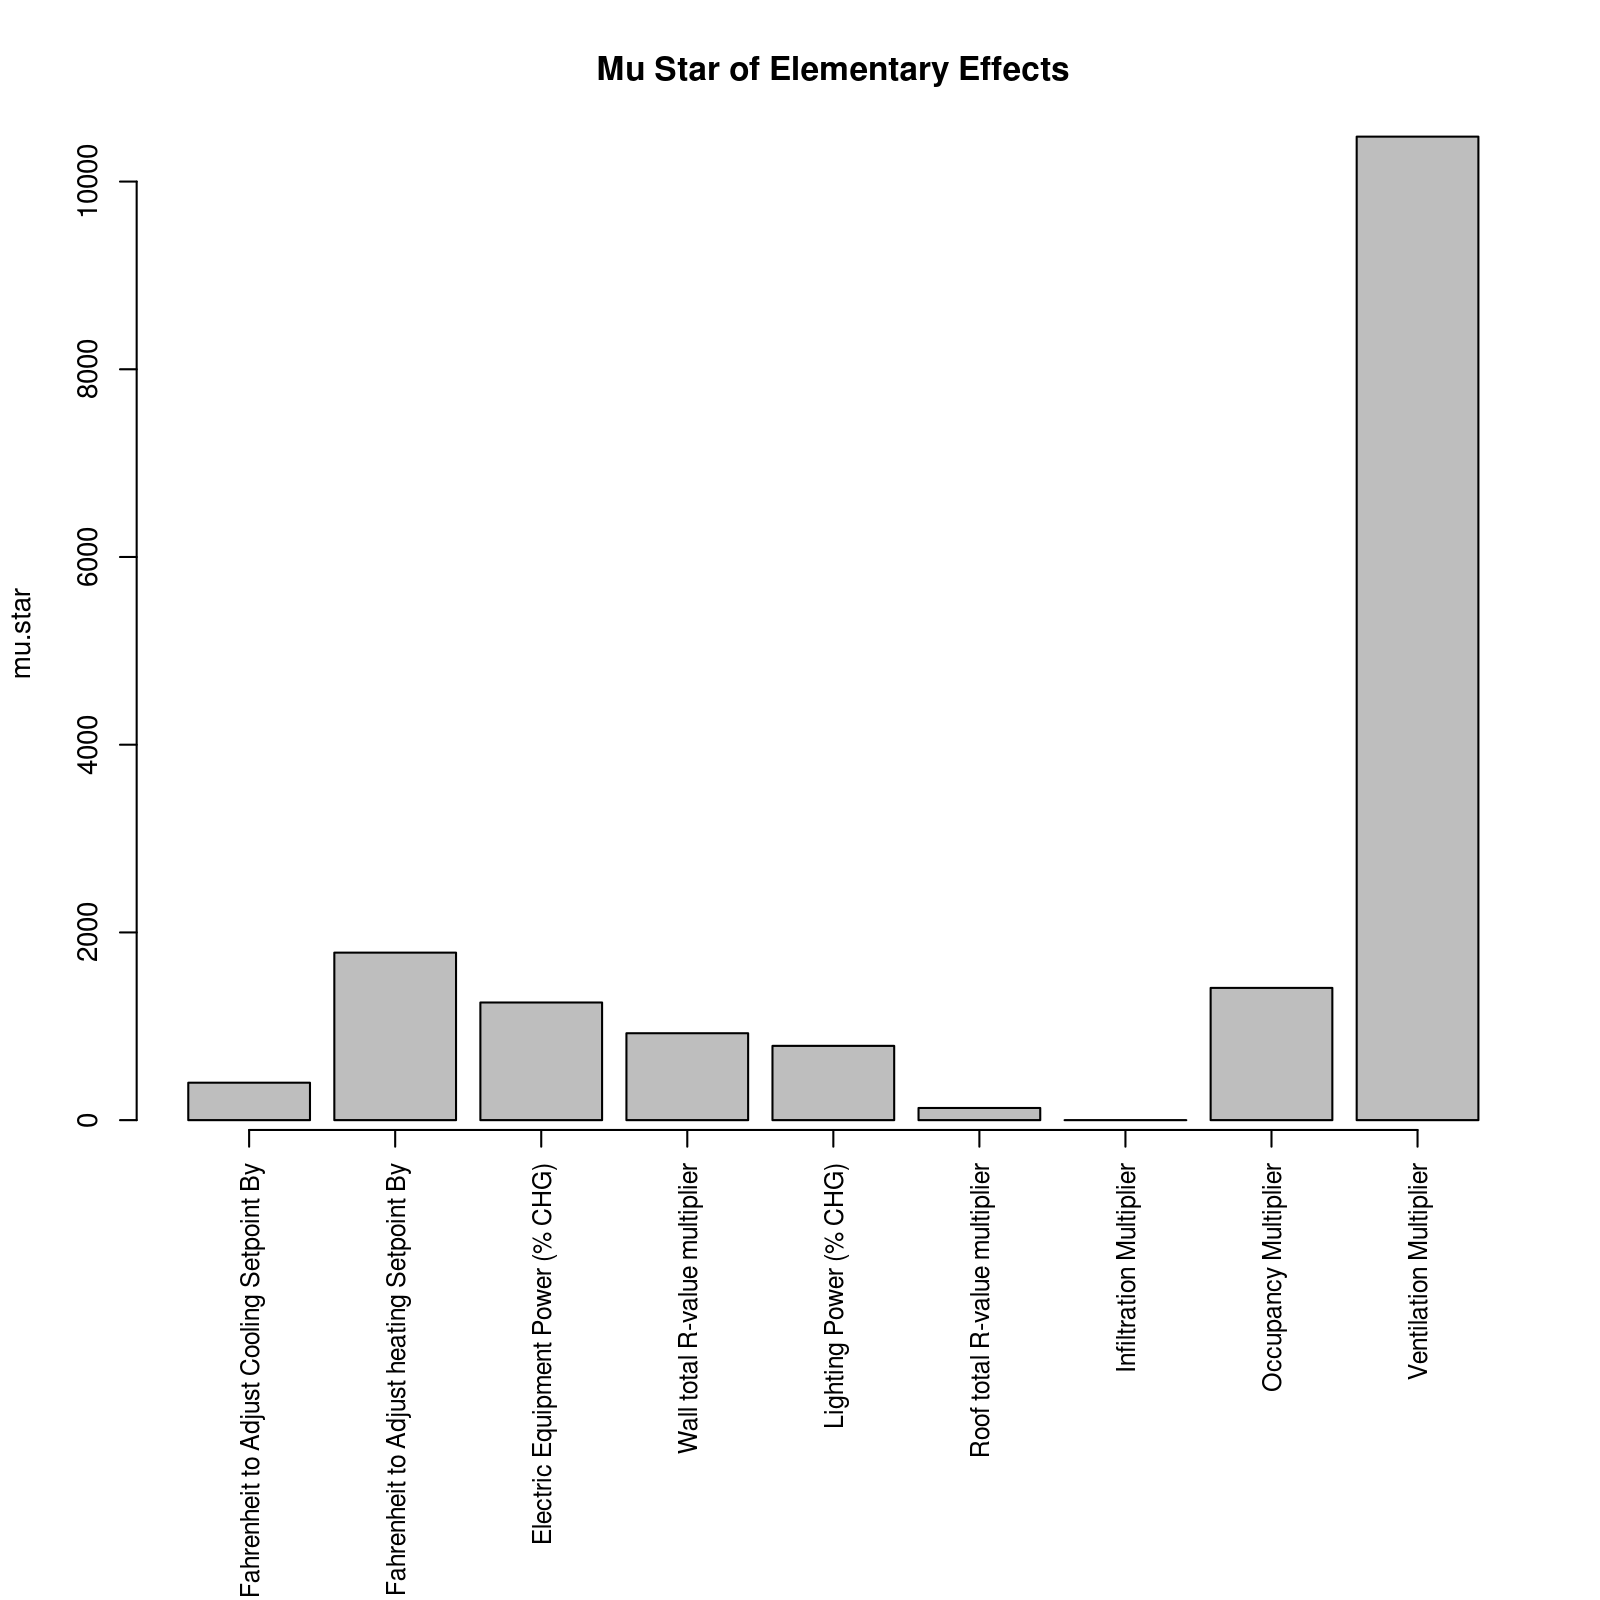 Mu Star of Elementary Effects
mu.star
10000
8000
6000
4000
2000
0
Fahrenheit to Adjust Cooling Setpoint By
Fahrenheit to Adjust heating Setpoint By
Electric Equipment Power (% CHG)
Wall total R-value multiplier
Lighting Power (% CHG)
Roof total R-value multiplier
Infiltration Multiplier
Occupancy Multiplier
Ventilation Multiplier